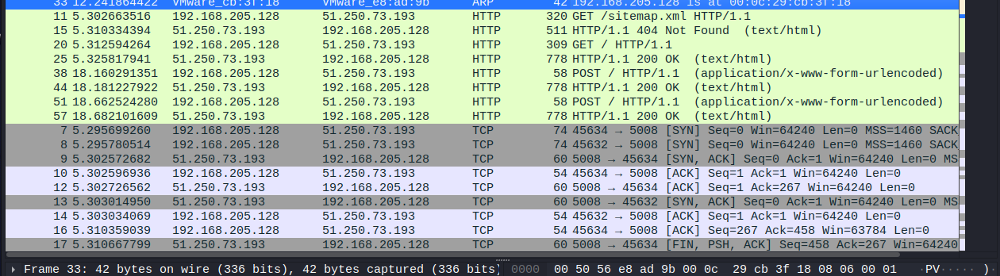 33 12.241864422 VMware_cb:3f:18 VMware_e8:ad:9b ARP 42 192.168.205.128 is at 00:0c:29:cb:3f:18
11 5.302663516 192.168.205.128 51.250.73.193 HTTP 320 GET /sitemap.xml HTTP/1.1
15 5.310334394 51.250.73.193 192.168.205.128 HTTP 511 HTTP/1.1 404 Not Found (text/html)
20 5.312594264 192.168.205.128 51.250.73.193 HTTP 309 GET / HTTP/1.1
25 5.325817941 51.250.73.193 192.168.205.128 HTTP 778 HTTP/1.1 200 OK (text/html)
38 18.160291351 192.168.205.128 51.250.73.193 HTTP 58 POST / HTTP/1.1 (application/x-www-form-urlencoded)
44 18.181227922 51.250.73.193 192.168.205.128 HTTP 778 HTTP/1.1 200 OK (text/html)
51 18.662524280 192.168.205.128 51.250.73.193 HTTP 58 POST / HTTP/1.1 (application/x-www-form-urlencoded)
57 18.682101609 51.250.73.193 192.168.205.128 HTTP 778 HTTP/1.1 200 OK (text/html)
7 5.295699260 192.168.205.128 51.250.73.193 TCP 74 45634 → 5008 [SYN] Seq=0 Win=64240 Len=0 MSS=1460 SACK
8 5.295780514 192.168.205.128 51.250.73.193 TCP 74 45632 → 5008 [SYN] Seq=0 Win=64240 Len=0 MSS=1460 SACK
9 5.302572682 51.250.73.193 192.168.205.128 TCP 60 5008 → 45634 [SYN, ACK] Seq=0 Ack=1 Win=64240 Len=0 MS
10 5.302596936 192.168.205.128 51.250.73.193 TCP 54 45634 → 5008 [ACK] Seq=1 Ack=1 Win=64240 Len=0
12 5.302726562 51.250.73.193 192.168.205.128 TCP 60 5008 → 45634 [ACK] Seq=1 Ack=267 Win=64240 Len=0
13 5.303014950 51.250.73.193 192.168.205.128 TCP 60 5008 → 45632 [SYN, ACK] Seq=0 Ack=1 Win=64240 Len=0 MS
14 5.303034069 192.168.205.128 51.250.73.193 TCP 54 45632 → 5008 [ACK] Seq=1 Ack=1 Win=64240 Len=0
16 5.310359039 192.168.205.128 51.250.73.193 TCP 54 45634 → 5008 [ACK] Seq=267 Ack=458 Win=63784 Len=0
17 5.310667799 51.250.73.193 192.168.205.128 TCP 60 5008 → 45634 [FIN, PSH, ACK] Seq=458 Ack=267 Win=64240
Frame 33: 42 bytes on wire (336 bits), 42 bytes captured (336 bits) 0000 00 50 56 e8 ad 9b 00 0c 29 cb 3f 18 08 06 00 01 ·PV····· )·